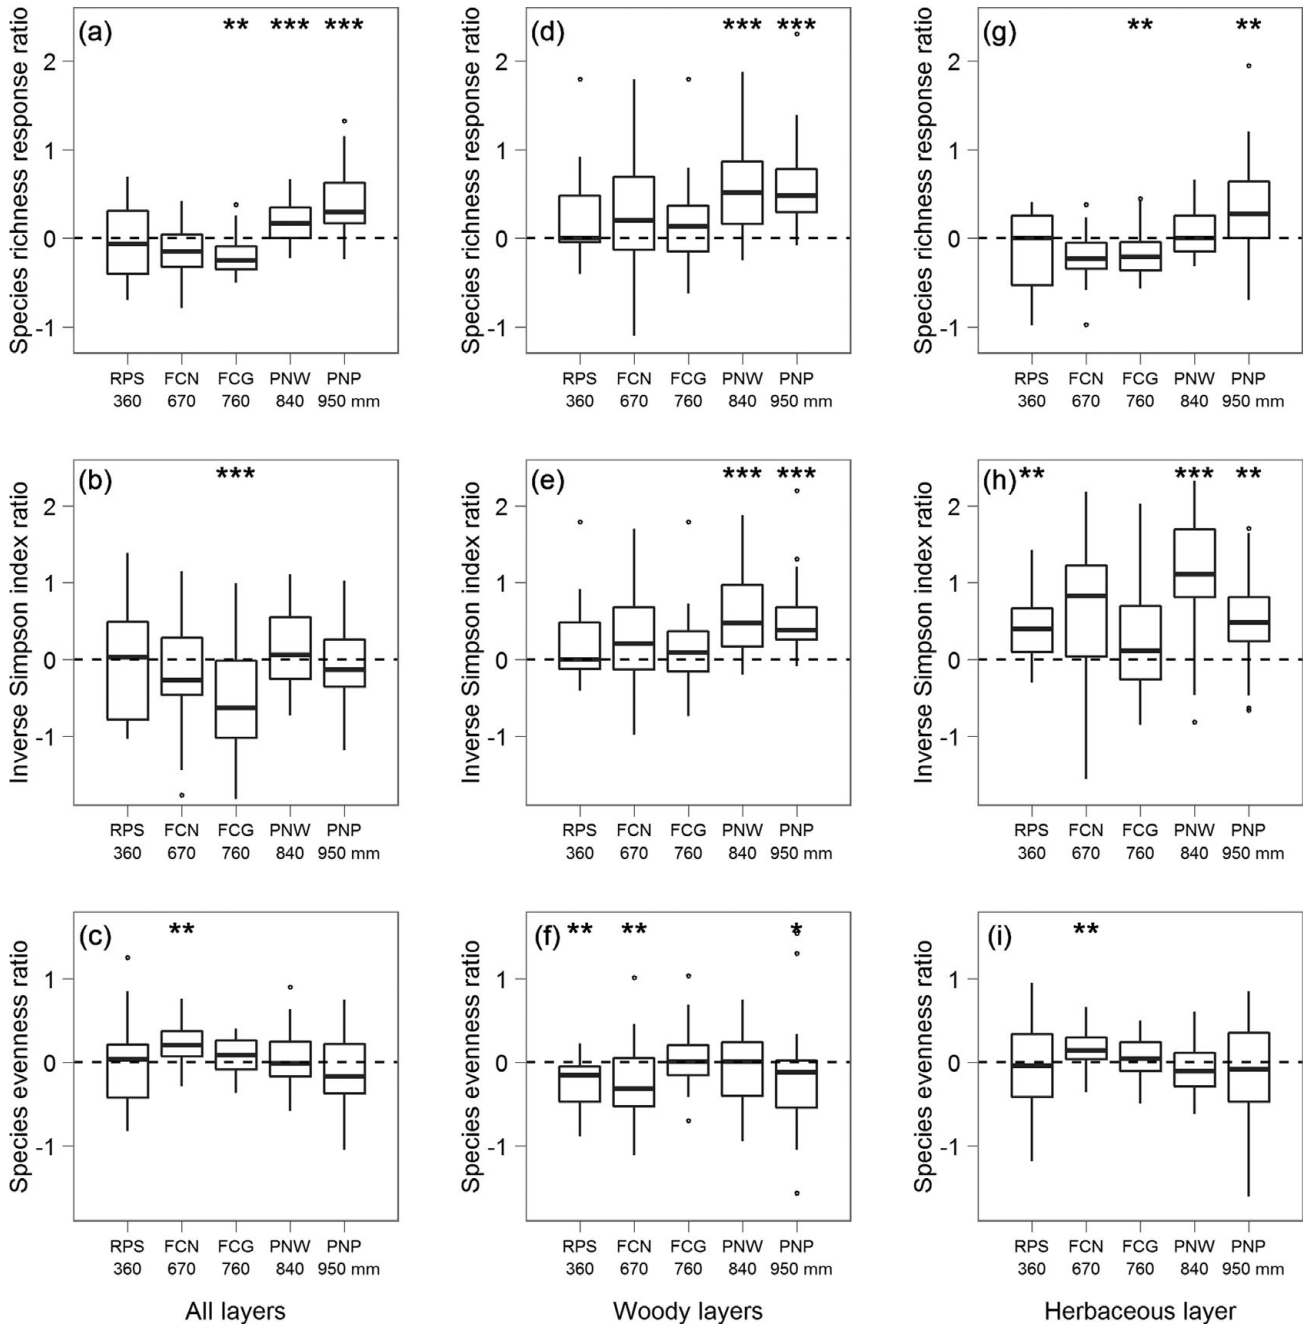 (a) ** *** ***
Species richness response ratio
2
1
0
-1
RPS FCN FCG PNW PNP
360 670 760 840 950 mm
(d) *** ***
Species richness response ratio
2
1
0
-1
RPS FCN FCG PNW PNP
360 670 760 840 950 mm
(g) ** **
Species richness response ratio
2
1
0
-1
RPS FCN FCG PNW PNP
360 670 760 840 950 mm
(b) ***
Inverse Simpson index ratio
2
1
0
-1
RPS FCN FCG PNW PNP
360 670 760 840 950 mm
(e) *** ***
Inverse Simpson index ratio
2
1
0
-1
RPS FCN FCG PNW PNP
360 670 760 840 950 mm
(h) ** *** **
Inverse Simpson index ratio
2
1
0
-1
RPS FCN FCG PNW PNP
360 670 760 840 950 mm
(c) **
Species evenness ratio
1
0
-1
RPS FCN FCG PNW PNP
360 670 760 840 950 mm
All layers
(f) ** ** *
Species evenness ratio
1
0
-1
RPS FCN FCG PNW PNP
360 670 760 840 950 mm
Woody layers
(i) **
Species evenness ratio
1
0
-1
RPS FCN FCG PNW PNP
360 670 760 840 950 mm
Herbaceous layer